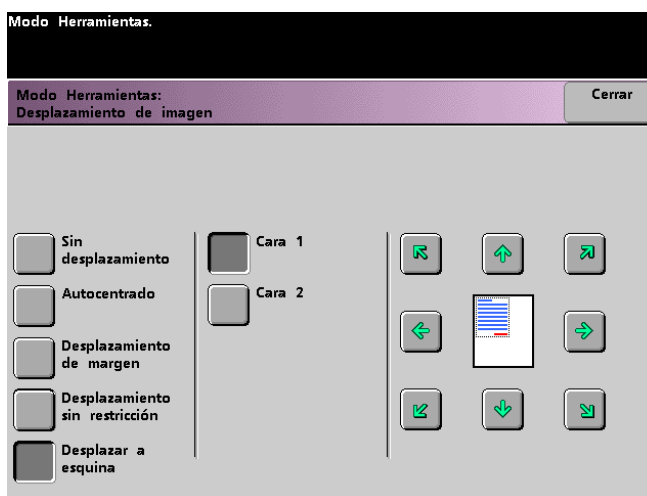 Modo Herramientas.
Modo Herramientas:
Desplazamiento de imagen
Cerrar
Sin
desplazamiento
Autocentrado
Desplazamiento
de margen
Desplazamiento
sin restricción
Desplazar a
esquina
Cara 1
Cara 2